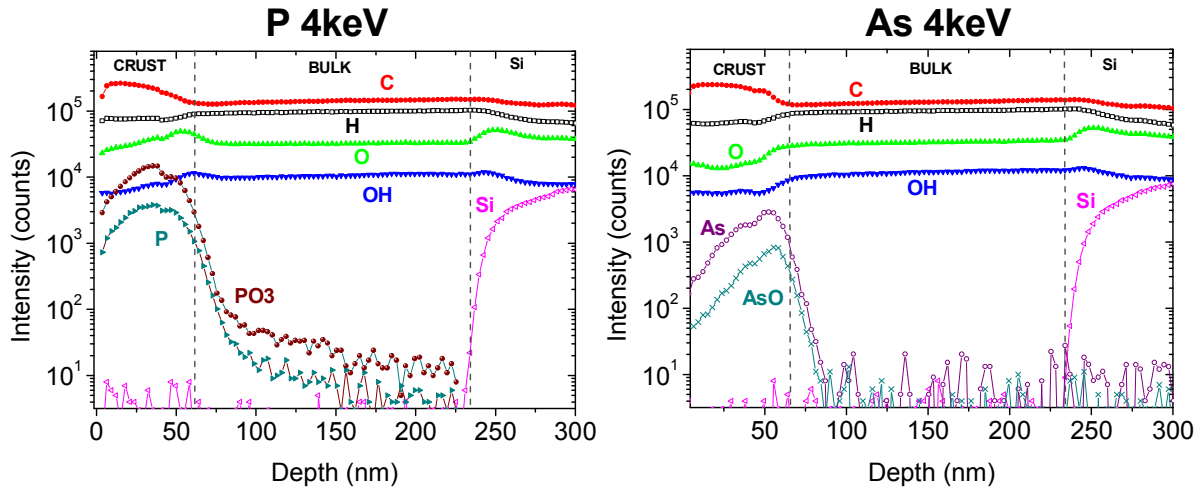 P 4keV
CRUST
BULK
Si
C
H
O
OH
Si
P
PO3
10^5
10^4
10^3
10^2
10^1
Intensity (counts)
0 50 100 150 200 250 300
Depth (nm)
As 4keV
CRUST
BULK
Si
C
H
O
OH
Si
As
AsO
10^5
10^4
10^3
10^2
10^1
Intensity (counts)
50 100 150 200 250 300
Depth (nm)